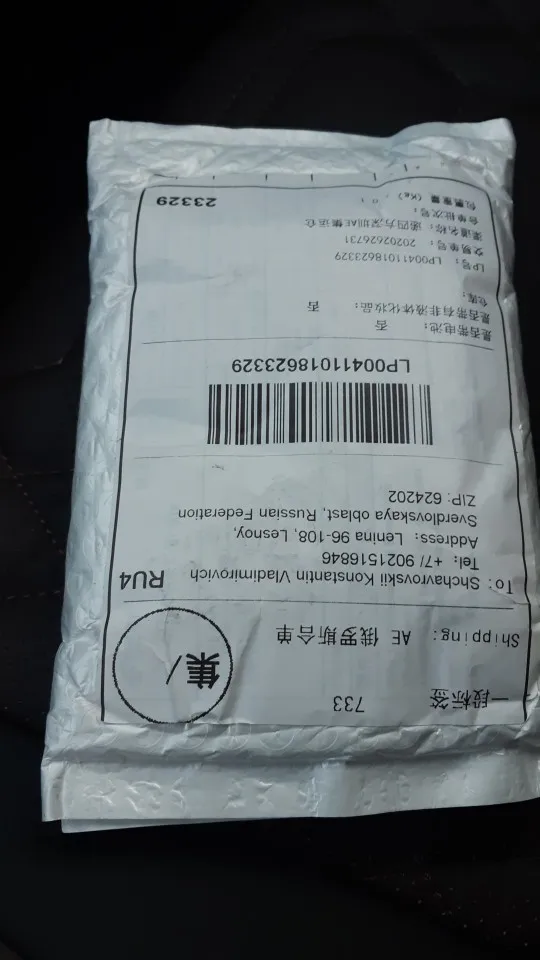 一段标签 733
Shipping: AE 俄罗斯合单 集/
To: Shchavrovskii Konstantin Vladimirovich RU4
Tel: +7/ 9021516846
Address: Lenina 96-108, Lesnoy,
Sverdlovskaya oblast, Russian Federation
ZIP: 624202
LP00411018623329
是否带电池: 否
是否带有非液体化妆品: 否
仓库:
LP号: LP00411018623329
交易单号: 20202626731
渠道名称: 递四方深圳AE集运仓
合单批次号:
包裹重量 (Kg) 23329